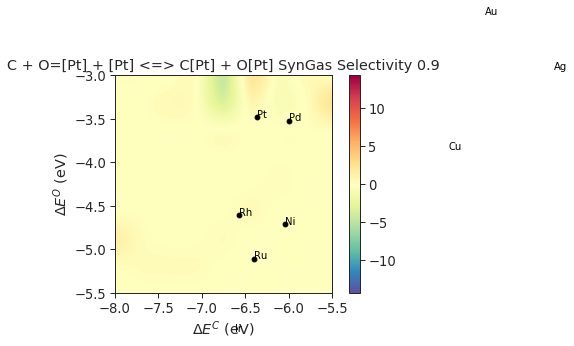 Au
C + O=[Pt] + [Pt] <=> C[Pt] + O[Pt] SynGas Selectivity 0.9
Ag
−3.0
−3.5
−4.0
−4.5
−5.0
−5.5
ΔE^O (eV)
Pt
Pd
Cu
Rh
Ni
Ru
10
5
0
−5
−10
−8.0 −7.5 −7.0 −6.5 −6.0 −5.5
ΔE^C (eV)